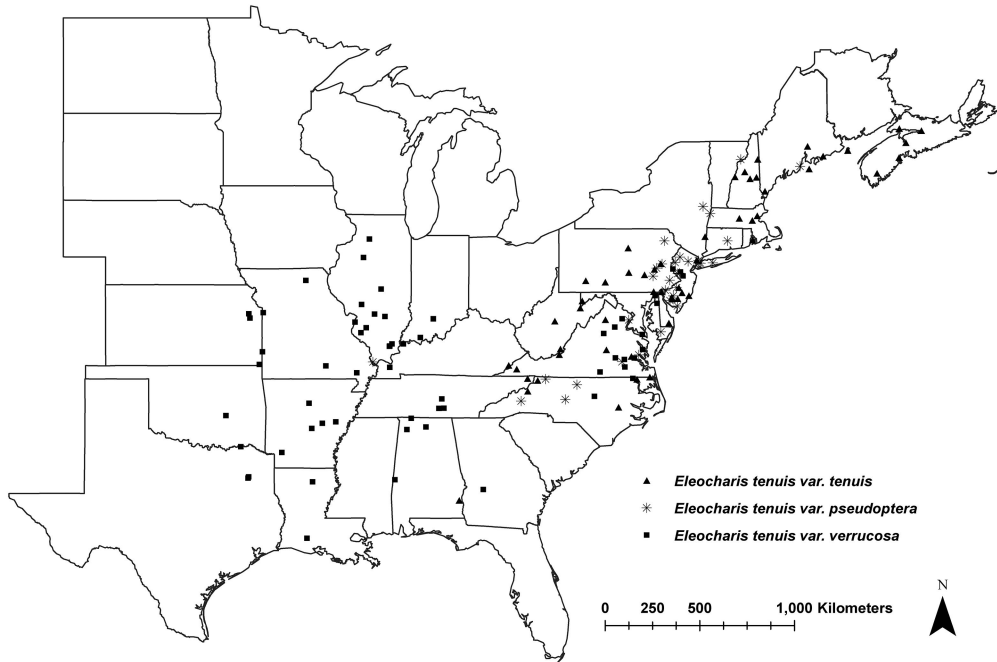 Eleocharis tenuis var. tenuis
Eleocharis tenuis var. pseudoptera
Eleocharis tenuis var. verrucosa
0 250 500 1,000 Kilometers
N